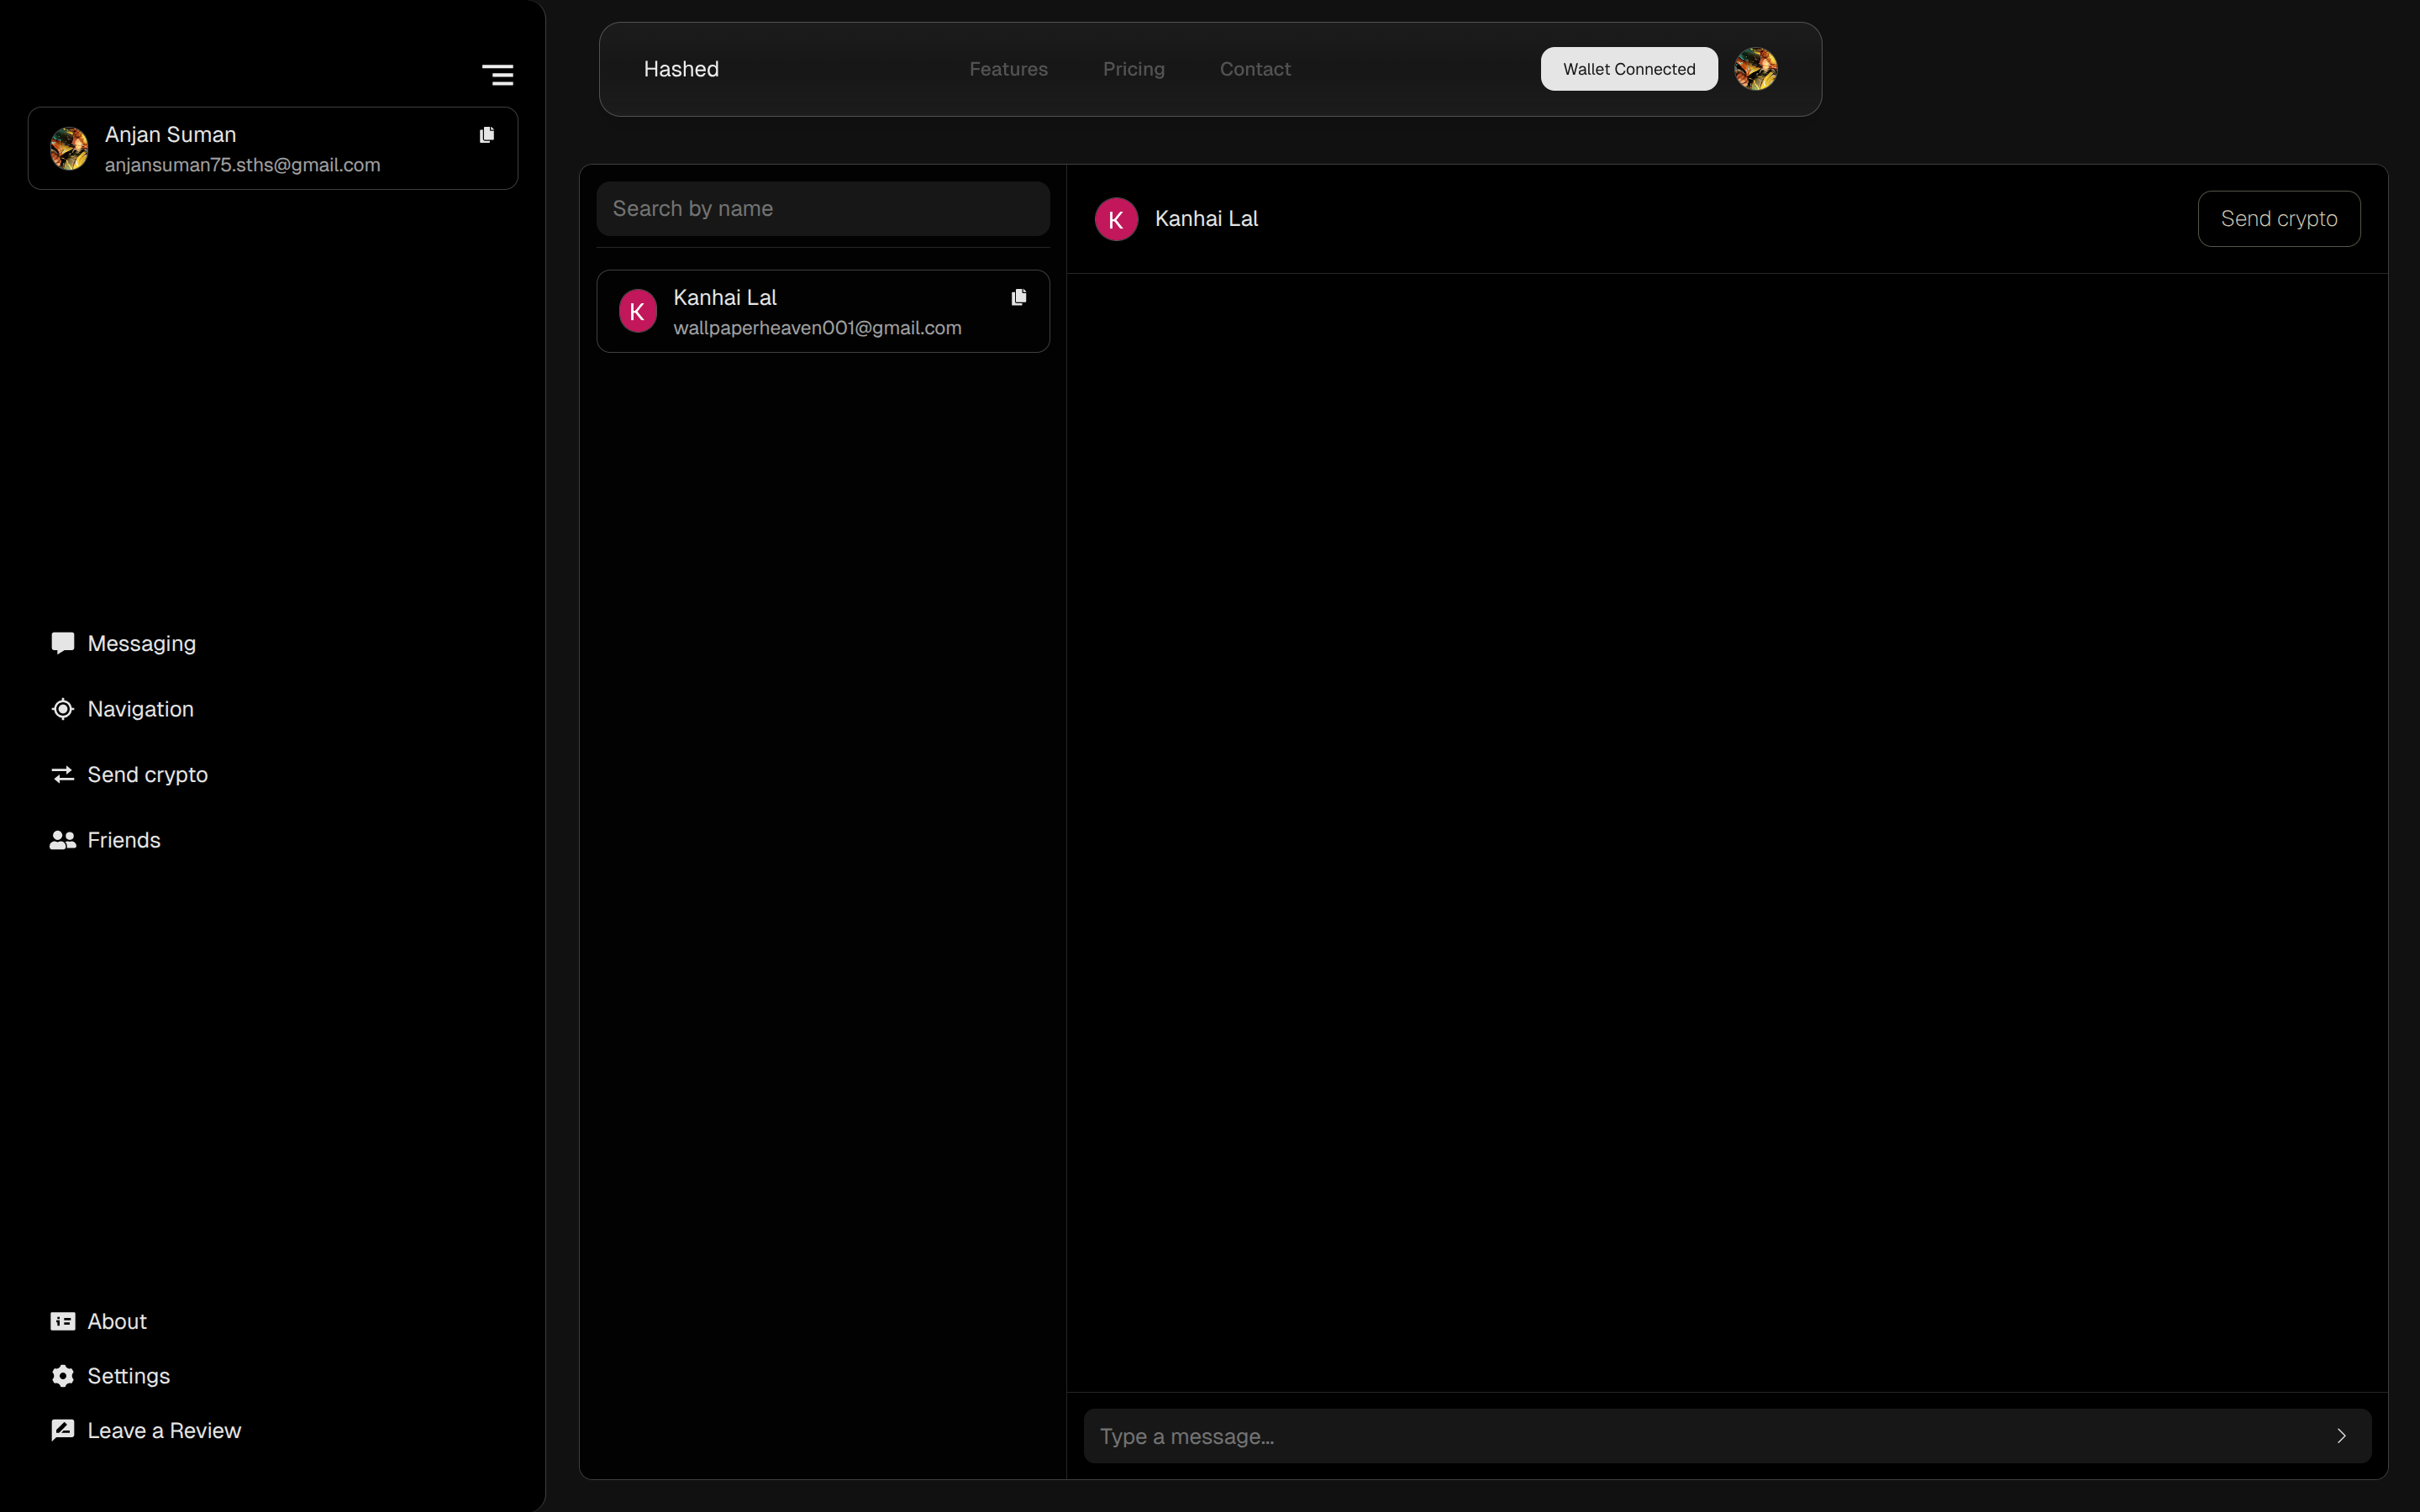 Anjan Suman
anjansuman75.sths@gmail.com
Messaging
Navigation
Send crypto
Friends
About
Settings
Leave a Review
Hashed
Features
Pricing
Contact
Wallet Connected
Search by name
K
Kanhai Lal
wallpaperheaven001@gmail.com
K
Kanhai Lal
Send crypto
Type a message...